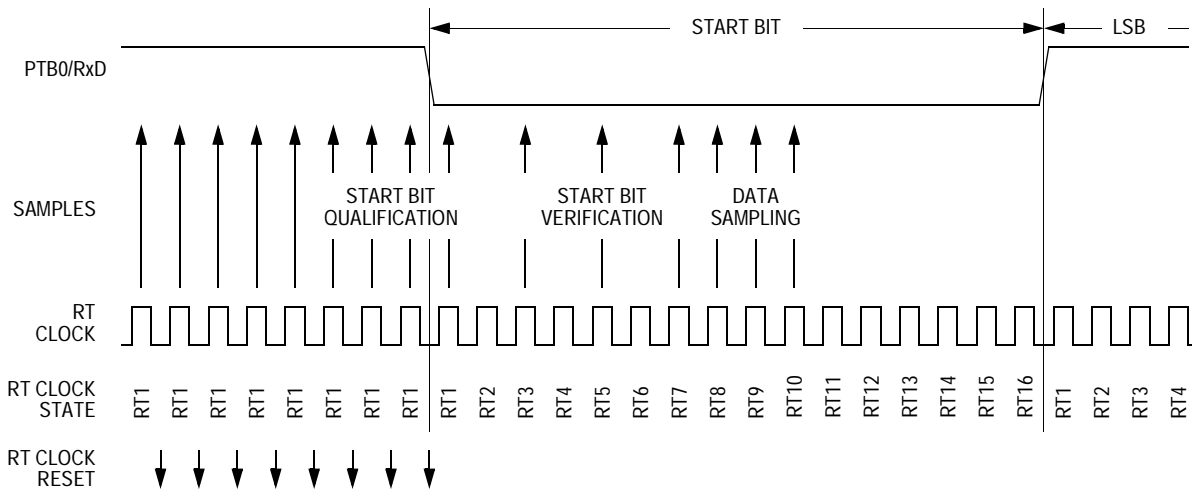 START BIT
LSB
PTB0/RxD
SAMPLES
START BIT
QUALIFICATION
START BIT
VERIFICATION
DATA
SAMPLING
RT
CLOCK
RT CLOCK
STATE
RT1 RT1 RT1 RT1 RT1 RT1 RT1 RT1 RT1 RT2 RT3 RT4 RT5 RT6 RT7 RT8 RT9 RT10 RT11 RT12 RT13 RT14 RT15 RT16 RT1 RT2 RT3 RT4
RT CLOCK
RESET